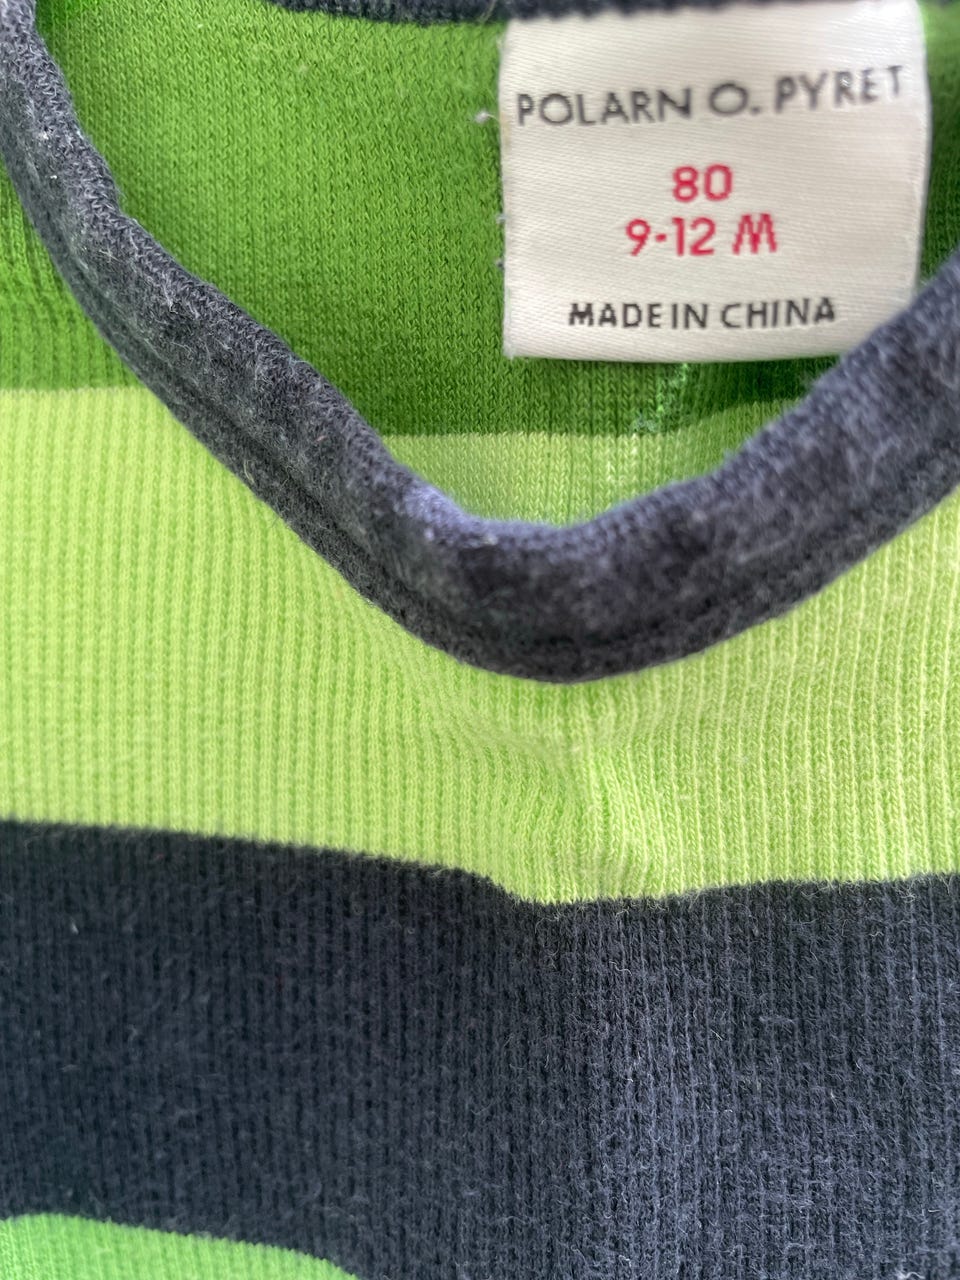 POLARN O. PYRET
80
9-12 M
MADE IN CHINA